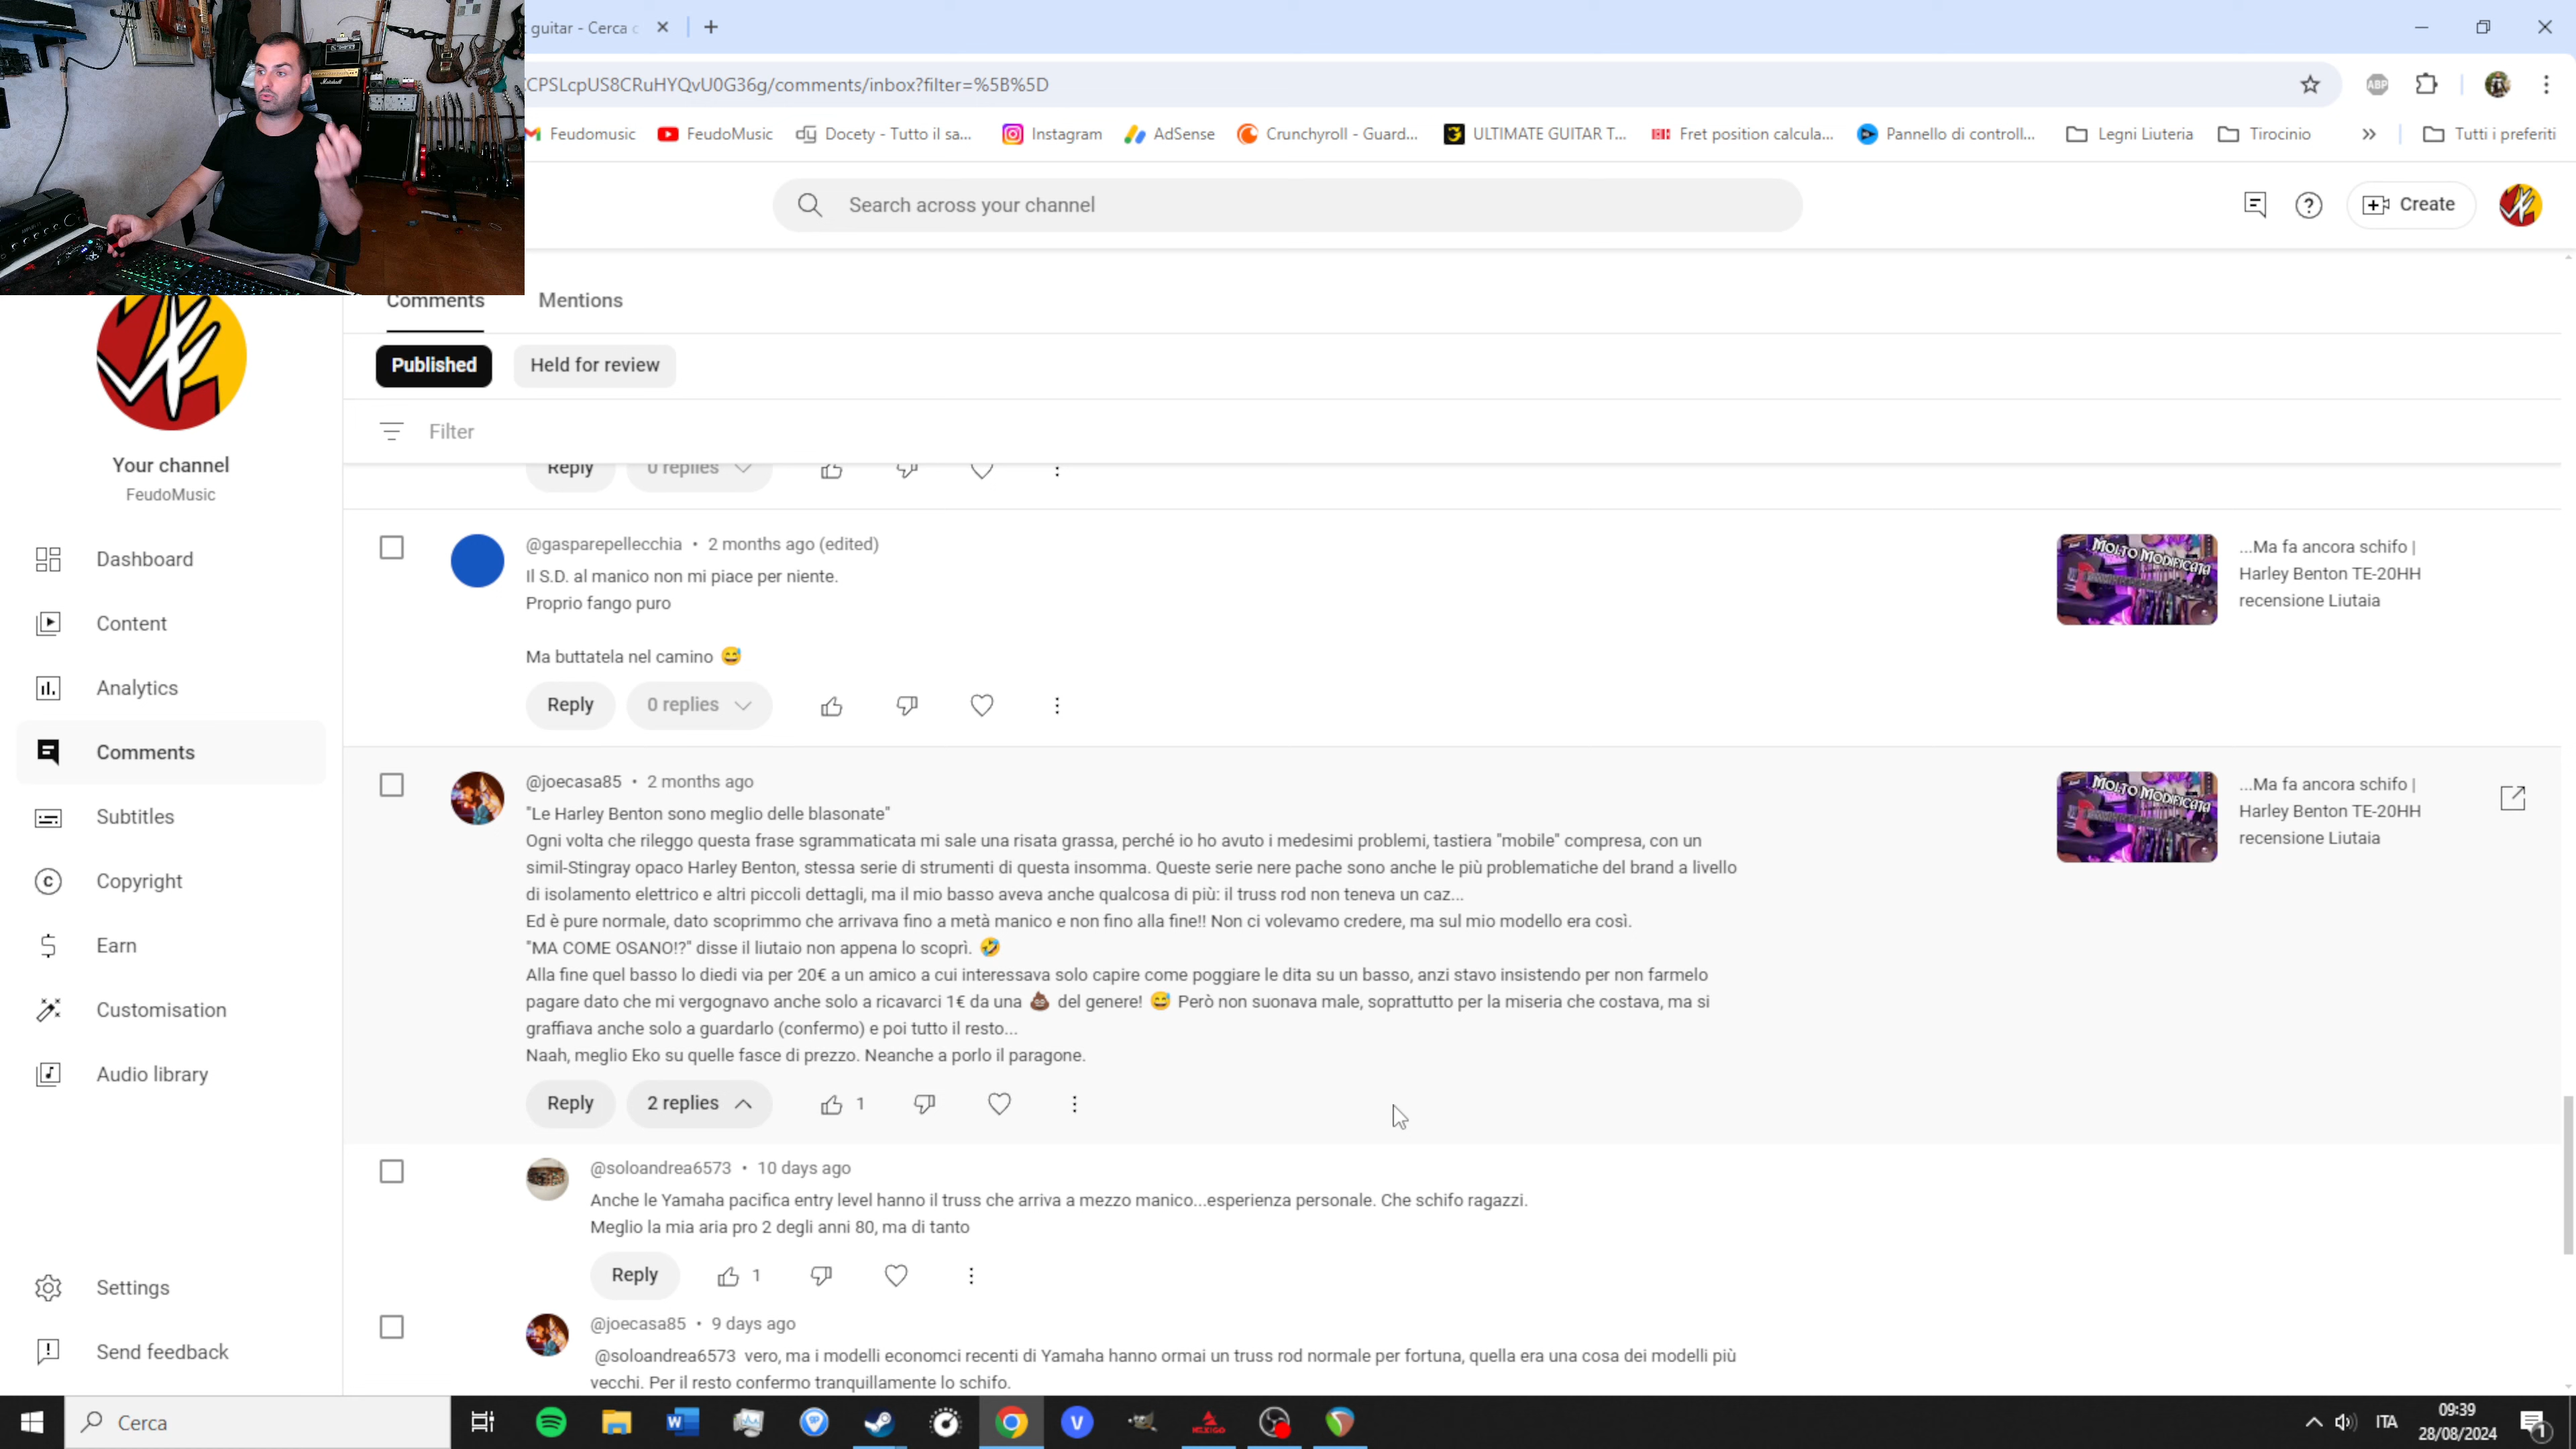 guitar - Cerca
CPSLcpUS8CRuHYQvU0G36g/comments/inbox?filter=%5B%5D
ABP
Feudomusic
FeudoMusic
Docety - Tutto il sa...
Instagram
AdSense
Crunchyroll - Guard...
ULTIMATE GUITAR T...
Fret position calcula...
Pannello di controll...
Legni Liuteria
Tirocinio
Tutti i preferiti
Search across your channel
Create
Comments
Mentions
Published
Held for review
Filter
Your channel
FeudoMusic
Dashboard
Content
Analytics
Comments
Subtitles
Copyright
Earn
Customisation
Audio library
Settings
Send feedback
Reply
0 replies
@gasparepellecchia • 2 months ago (edited)
Il S.D. al manico non mi piace per niente.
Proprio fango puro
Ma buttatela nel camino 😅
Reply
0 replies
MOLTO MODIFICATA
...Ma fa ancora schifo |
Harley Benton TE-20HH
recensione Liutaia
@joecasa85 • 2 months ago
"Le Harley Benton sono meglio delle blasonate"
Ogni volta che rileggo questa frase sgrammaticata mi sale una risata grassa, perché io ho avuto i medesimi problemi, tastiera "mobile" compresa, con un
simil-Stingray opaco Harley Benton, stessa serie di strumenti di questa insomma. Queste serie nere pache sono anche le più problematiche del brand a livello
di isolamento elettrico e altri piccoli dettagli, ma il mio basso aveva anche qualcosa di più: il truss rod non teneva un caz...
Ed è pure normale, dato scoprimmo che arrivava fino a metà manico e non fino alla fine!! Non ci volevamo credere, ma sul mio modello era così.
"MA COME OSANO!?" disse il liutaio non appena lo scoprì. 🤣
Alla fine quel basso lo diedi via per 20€ a un amico a cui interessava solo capire come poggiare le dita su un basso, anzi stavo insistendo per non farmelo
pagare dato che mi vergognavo anche solo a ricavarci 1€ da una 💩 del genere! 😅 Però non suonava male, soprattutto per la miseria che costava, ma si
graffiava anche solo a guardarlo (confermo) e poi tutto il resto...
Naah, meglio Eko su quelle fasce di prezzo. Neanche a porlo il paragone.
Reply
2 replies
1
MOLTO MODIFICATA
...Ma fa ancora schifo |
Harley Benton TE-20HH
recensione Liutaia
@soloandrea6573 • 10 days ago
Anche le Yamaha pacifica entry level hanno il truss che arriva a mezzo manico...esperienza personale. Che schifo ragazzi.
Meglio la mia aria pro 2 degli anni 80, ma di tanto
Reply
1
@joecasa85 • 9 days ago
@soloandrea6573 vero, ma i modelli economci recenti di Yamaha hanno ormai un truss rod normale per fortuna, quella era una cosa dei modelli più
vecchi. Per il resto confermo tranquillamente lo schifo.
Cerca
ITA
09:39
28/08/2024
1